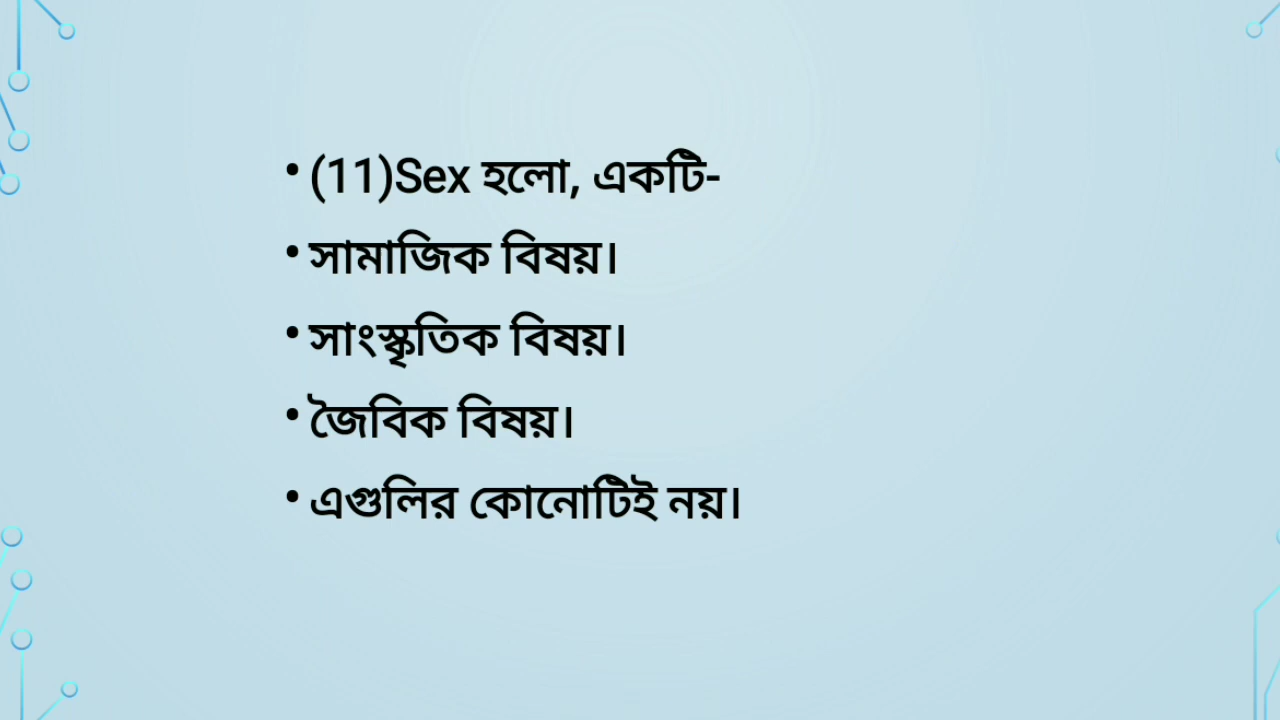 • (11)Sex হলো, একটি-
• সামাজিক বিষয়।
• সাংস্কৃতিক বিষয়।
• জৈবিক বিষয়।
• এগুলির কোনোটিই নয়।